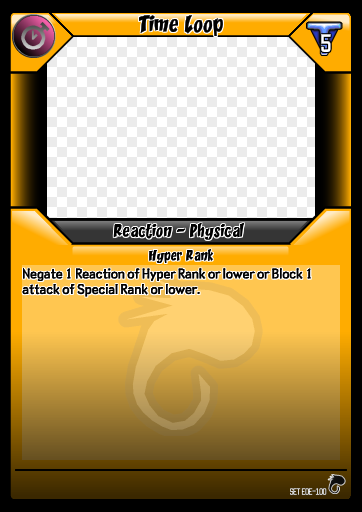 Time Loop
5
Reaction - Physical
Hyper Rank
Negate 1 Reaction of Hyper Rank or lower or Block 1
attack of Special Rank or lower.
SET EOE-100